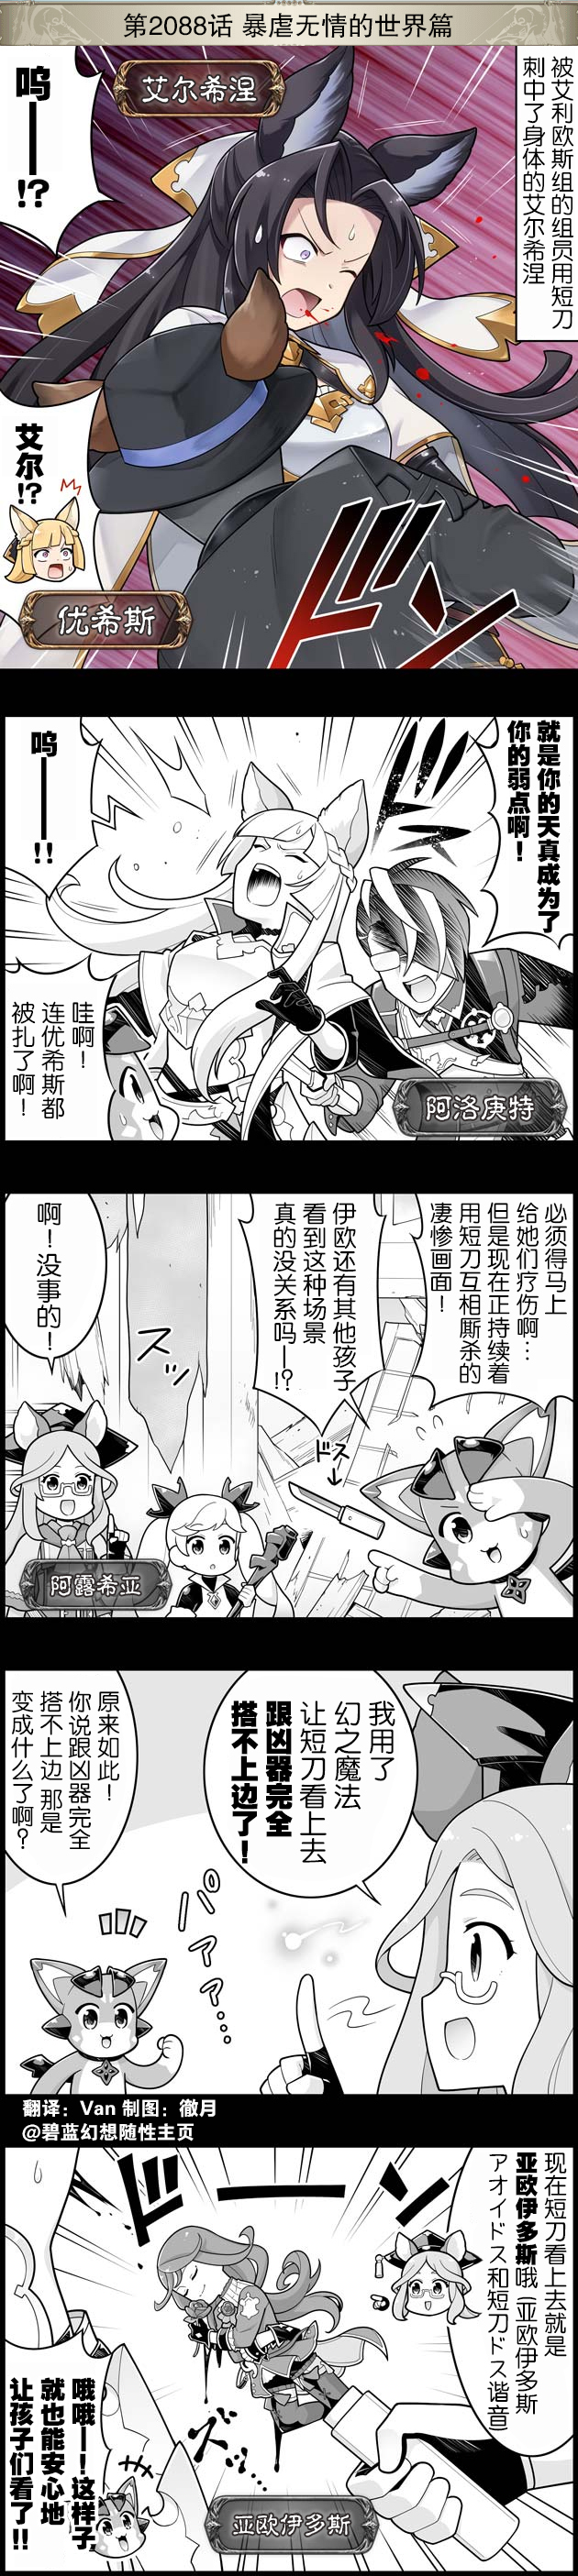 第2088话 暴虐无情的世界篇
被艾利欧斯组的组员用短刀
刺中了身体的艾尔希涅
艾尔希涅
呜——!?
艾尔!?
优希斯
ドンッ
就是你的天真成为了
你的弱点啊！
呜——!!
哇啊！
连优希斯都
被扎了啊！
阿洛庚特
必须得马上
给她们疗伤啊…
但是现在正持续着
用短刀互相厮杀的
凄惨画面！
伊欧还有其他孩子
看到这种场景
真的没关系吗—!?
啊！没事的！
スッ
ドス
↓
阿露希亚
我用了
幻之魔法
让短刀看上去
跟凶器完全
搭不上边了！
原来如此！
你说跟凶器完全
搭不上边 那是
变成什么了啊？
パアァ…
翻译：Van 制图：徹月
@碧蓝幻想随性主页
现在短刀看上去就是
亚欧伊多斯哦（亚欧伊多斯
アオイドス和短刀ドス谐音
ズズ…
哦哦—！这样子
就也能安心地
让孩子们看了!!
亚欧伊多斯